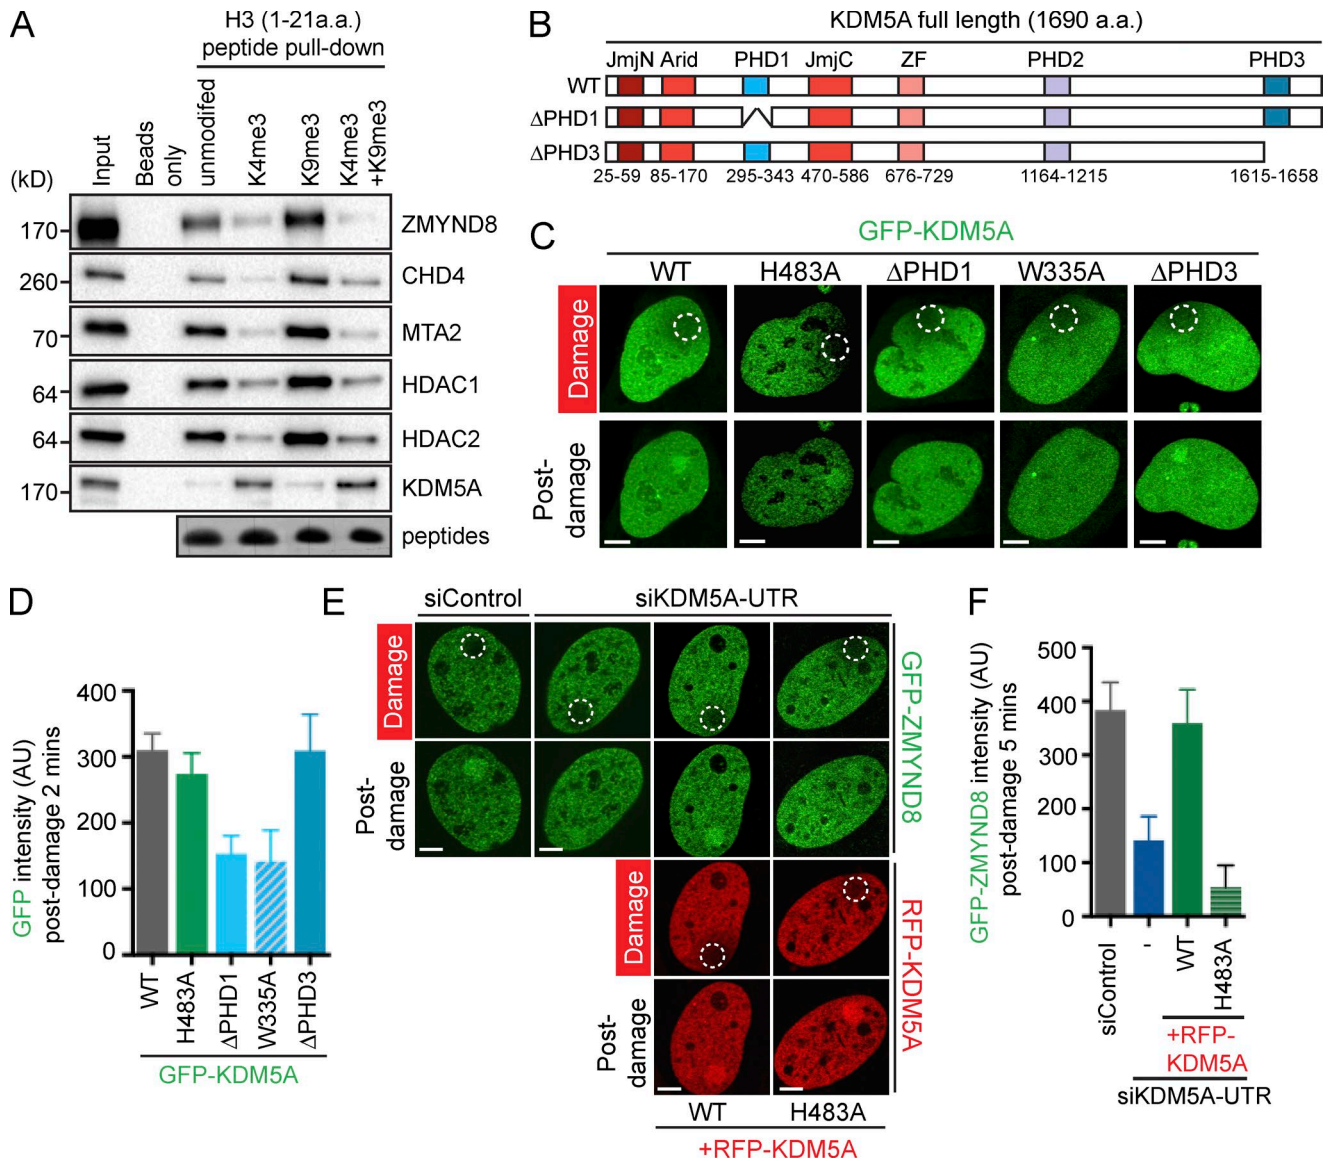 A
H3 (1-21a.a.)
peptide pull-down
(kD)
Input
Beads
only
unmodifed
K4me3
K9me3
K4me3
+K9me3
170
ZMYND8
260
CHD4
70
MTA2
64
HDAC1
64
HDAC2
170
KDM5A
peptides
B
KDM5A full length (1690 a.a.)
JmjN Arid PHD1 JmjC ZF PHD2 PHD3
WT
ΔPHD1
ΔPHD3
25-59 85-170 295-343 470-586 676-729 1164-1215 1615-1658
C
GFP-KDM5A
WT H483A ΔPHD1 W335A ΔPHD3
Damage
Post-
damage
D
GFP intensity (AU)
post-damage 2 mins
400
300
200
100
0
WT
H483A
ΔPHD1
W335A
ΔPHD3
GFP-KDM5A
E
siControl siKDM5A-UTR
Damage
Post-
damage
GFP-ZMYND8
Damage
Post-
damage
RFP-KDM5A
WT H483A
+RFP-KDM5A
F
GFP-ZMYND8 intensity (AU)
post-damage 5 mins
500
400
300
200
100
0
siControl
-
WT
H483A
+RFP-
KDM5A
siKDM5A-UTR